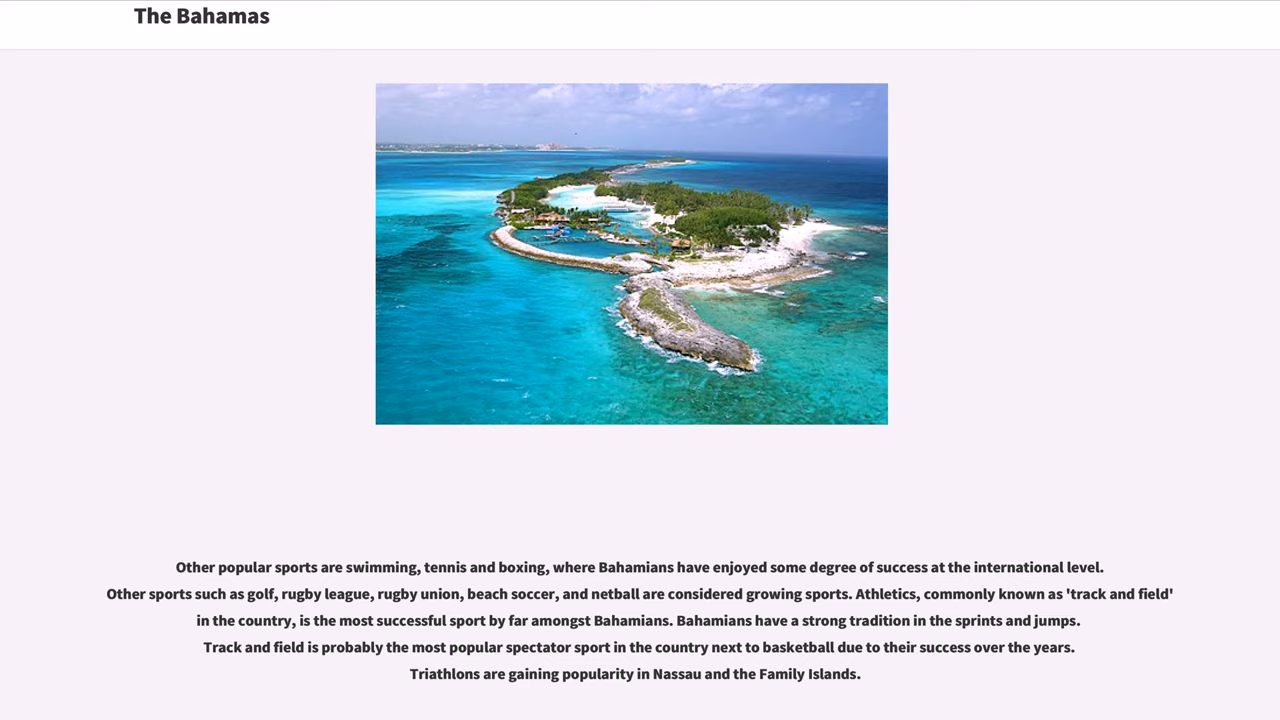 The Bahamas
Other popular sports are swimming, tennis and boxing, where Bahamians have enjoyed some degree of success at the international level.
Other sports such as golf, rugby league, rugby union, beach soccer, and netball are considered growing sports. Athletics, commonly known as 'track and field'
in the country, is the most successful sport by far amongst Bahamians. Bahamians have a strong tradition in the sprints and jumps.
Track and field is probably the most popular spectator sport in the country next to basketball due to their success over the years.
Triathlons are gaining popularity in Nassau and the Family Islands.